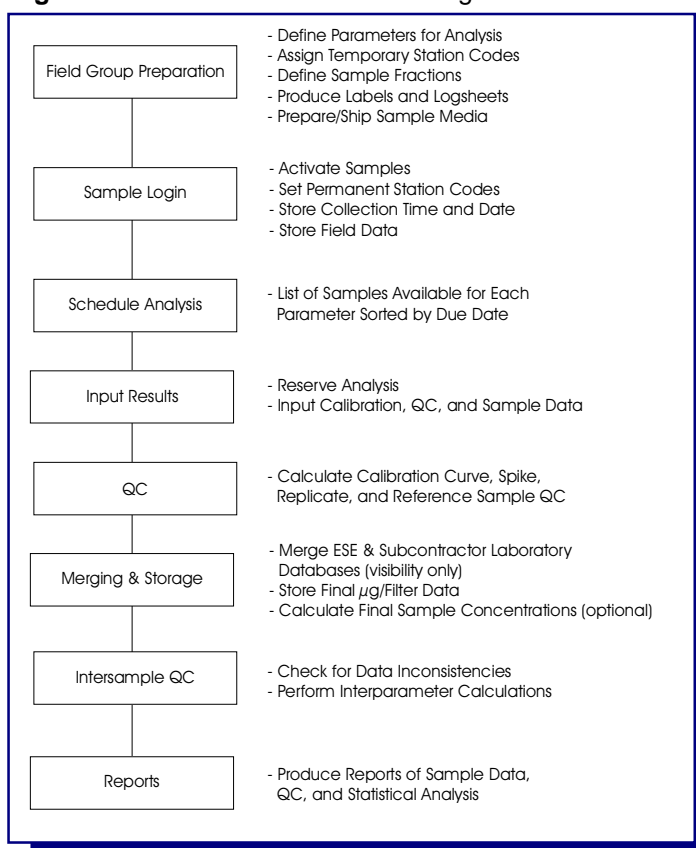 Field Group Preparation
- Define Parameters for Analysis
- Assign Temporary Station Codes
- Define Sample Fractions
- Produce Labels and Logsheets
- Prepare/Ship Sample Media
Sample Login
- Activate Samples
- Set Permanent Station Codes
- Store Collection Time and Date
- Store Field Data
Schedule Analysis
- List of Samples Available for Each
Parameter Sorted by Due Date
Input Results
- Reserve Analysis
- Input Calibration, QC, and Sample Data
QC
- Calculate Calibration Curve, Spike,
Replicate, and Reference Sample QC
Merging & Storage
- Merge ESE & Subcontractor Laboratory
Databases (visibility only)
- Store Final µg/Filter Data
- Calculate Final Sample Concentrations (optional)
Intersample QC
- Check for Data Inconsistencies
- Perform Interparameter Calculations
Reports
- Produce Reports of Sample Data,
QC, and Statistical Analysis